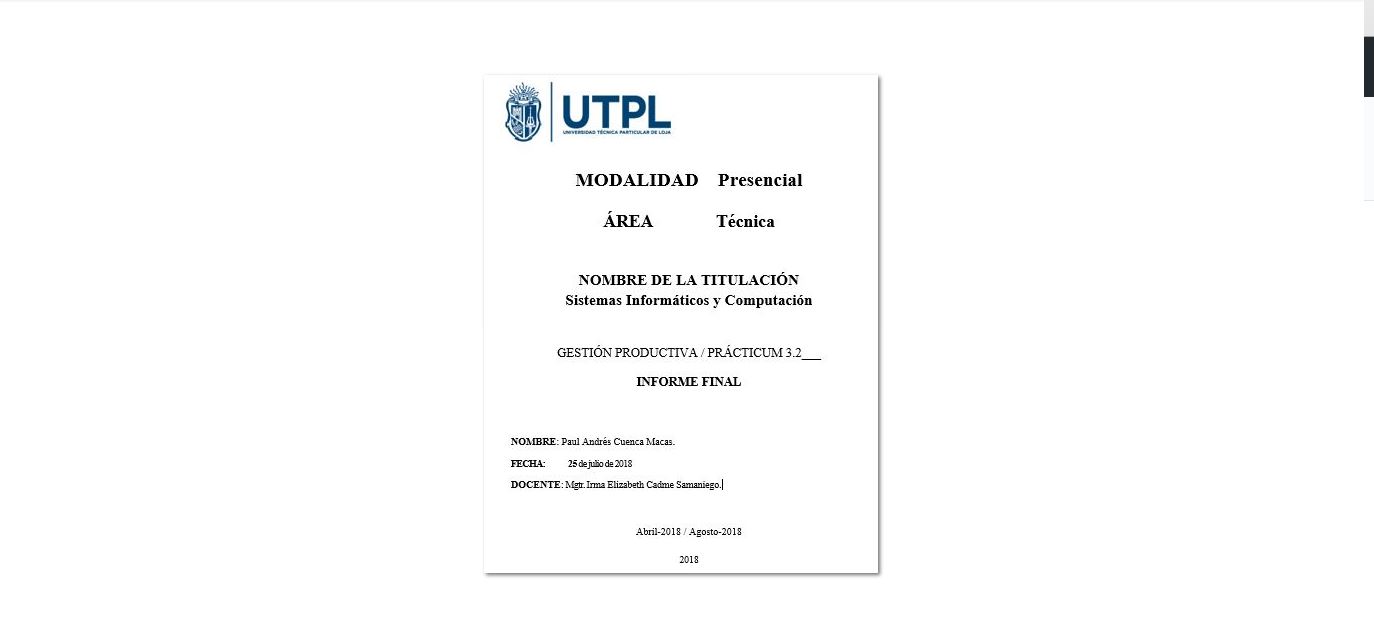 UTPL
UNIVERSIDAD TÉCNICA PARTICULAR DE LOJA
MODALIDAD Presencial
ÁREA Técnica
NOMBRE DE LA TITULACIÓN
Sistemas Informáticos y Computación
GESTIÓN PRODUCTIVA / PRÁCTICUM 3.2___
INFORME FINAL
NOMBRE: Paul Andrés Cuenca Macas.
FECHA: 25 de julio de 2018
DOCENTE: Mgtr. Irma Elizabeth Cadme Samaniego.
Abril-2018 / Agosto-2018
2018